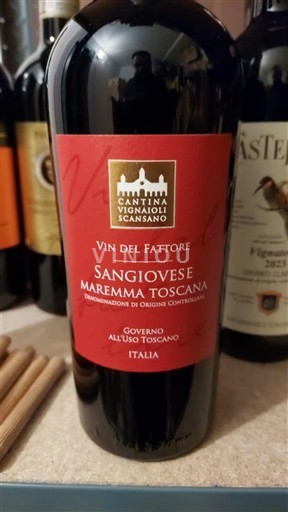 CANTINA
VIGNAIOLI
SCANSANO
VIN DEL FATTORE
VINIOU
SANGIOVESE
MAREMMA TOSCANA
DENOMINAZIONE DI ORIGINE CONTROLLATA
GOVERNO
ALL'USO TOSCANO
ITALIA
2023